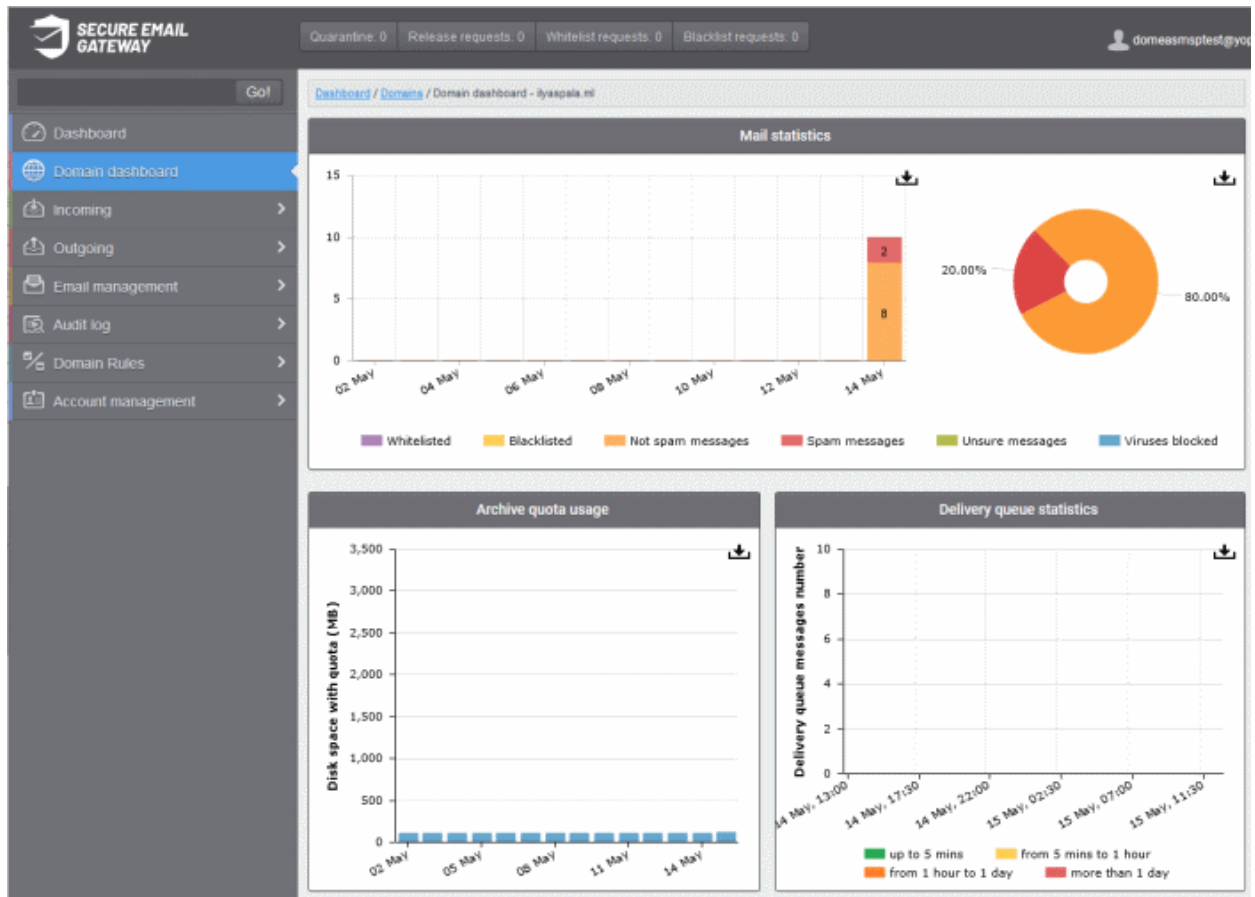 SECURE EMAIL
GATEWAY
Quarantine: 0 Release requests: 0 Whitelist requests: 0 Blacklist requests: 0
domeasmsptest@yop
Go!
Dashboard
Domain dashboard
Incoming
Outgoing
Email management
Audit log
Domain Rules
Account management
Dashboard / Domains / Domain dashboard - ilyaspala.ml
Mail statistics
15
10
5
0
2
8
02 May 04 May 06 May 08 May 10 May 12 May 14 May
20.00%
80.00%
Whitelisted Blacklisted Not spam messages Spam messages Unsure messages Viruses blocked
Archive quota usage
Disk space with quota (MB)
3,500
3,000
2,500
2,000
1,500
1,000
500
0
02 May 05 May 08 May 11 May 14 May
Delivery queue statistics
Delivery queue messages number
10
8
6
4
2
0
14 May, 13:00 14 May, 17:30 14 May, 22:00 15 May, 02:30 15 May, 07:00 15 May, 11:30
up to 5 mins from 5 mins to 1 hour
from 1 hour to 1 day more than 1 day